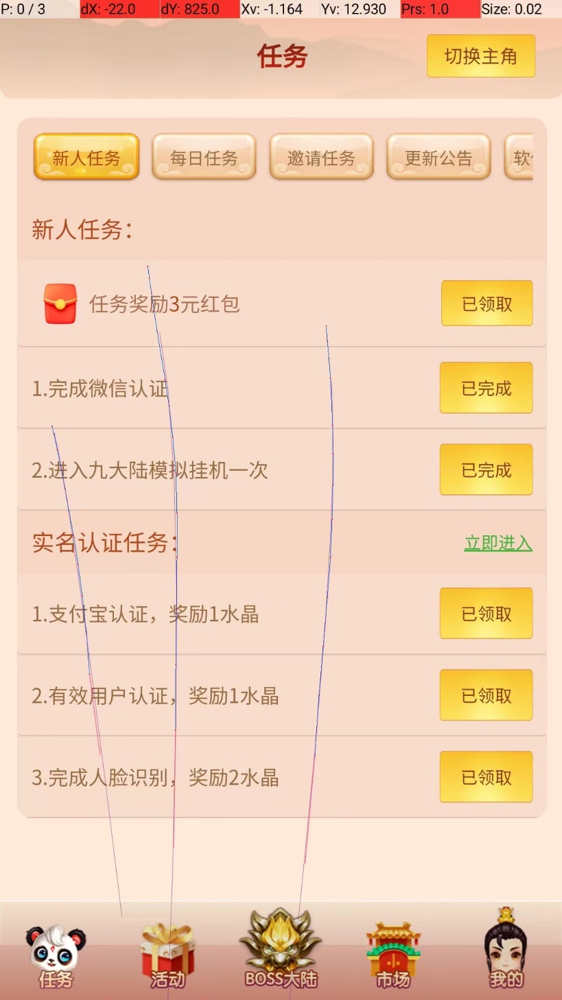 P: 0 / 3 dX: -22.0 dY: 825.0 Xv: -1.164 Yv: 12.930 Prs: 1.0 Size: 0.02
任务 切换主角
新人任务 每日任务 邀请任务 更新公告 软
新人任务：
任务奖励3元红包 已领取
1.完成微信认证 已完成
2.进入九大陆模拟挂机一次 已完成
实名认证任务： 立即进入
1.支付宝认证，奖励1水晶 已领取
2.有效用户认证，奖励1水晶 已领取
3.完成人脸识别，奖励2水晶 已领取
任务 活动 BOSS大陆 市场 我的